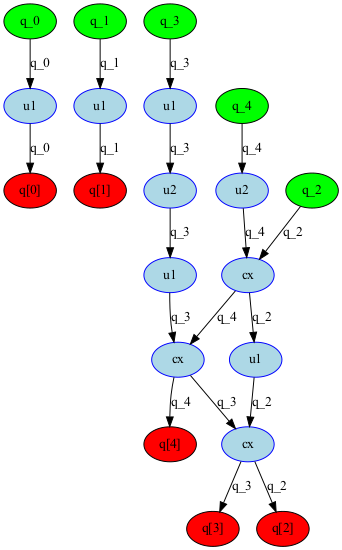 q_0 q_1 q_3
q_0 q_1 q_3
u1 u1 u1 q_4
q_0 q_1 q_3 q_4
q[0] q[1] u2 u2 q_2
q_3 q_4 q_2
u1 cx
q_3 q_4 q_2
cx u1
q_4 q_3 q_2
q[4] cx
q_3 q_2
q[3] q[2]